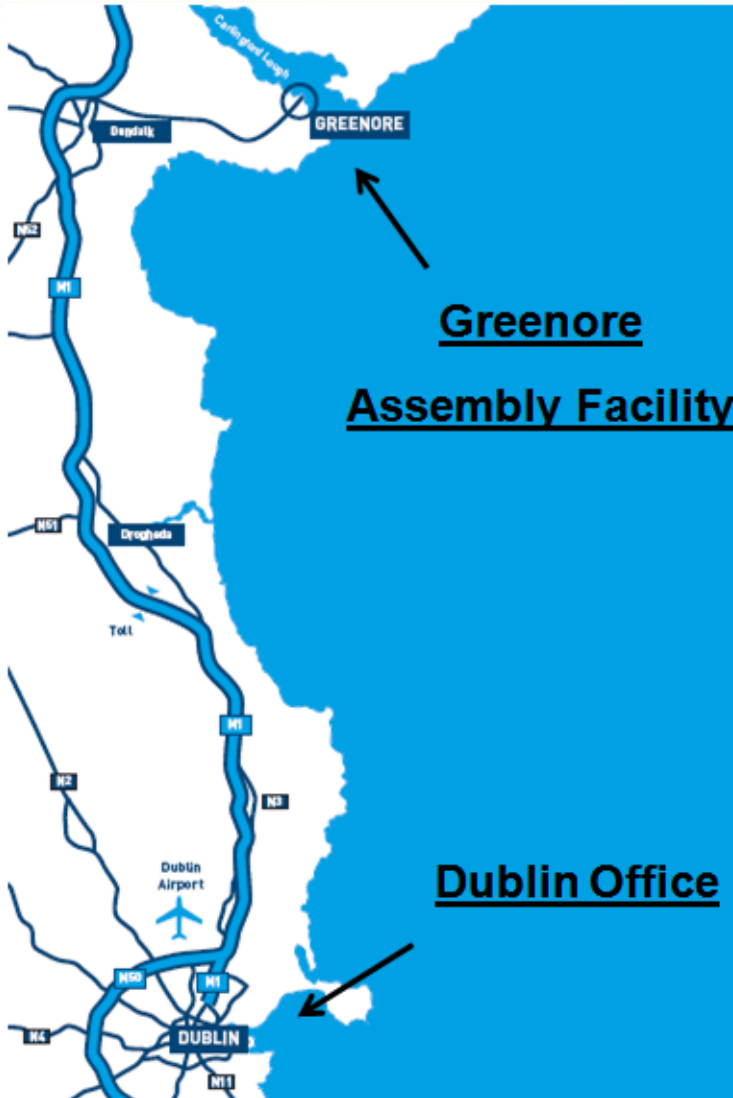 Carlingford Lough
GREENORE
Dundalk
N52
M1
Greenore
Assembly Facility
N51
Drogheda
Toll
M1
N2
N3
Dublin
Airport
Dublin Office
M50
M1
N4
DUBLIN
N11